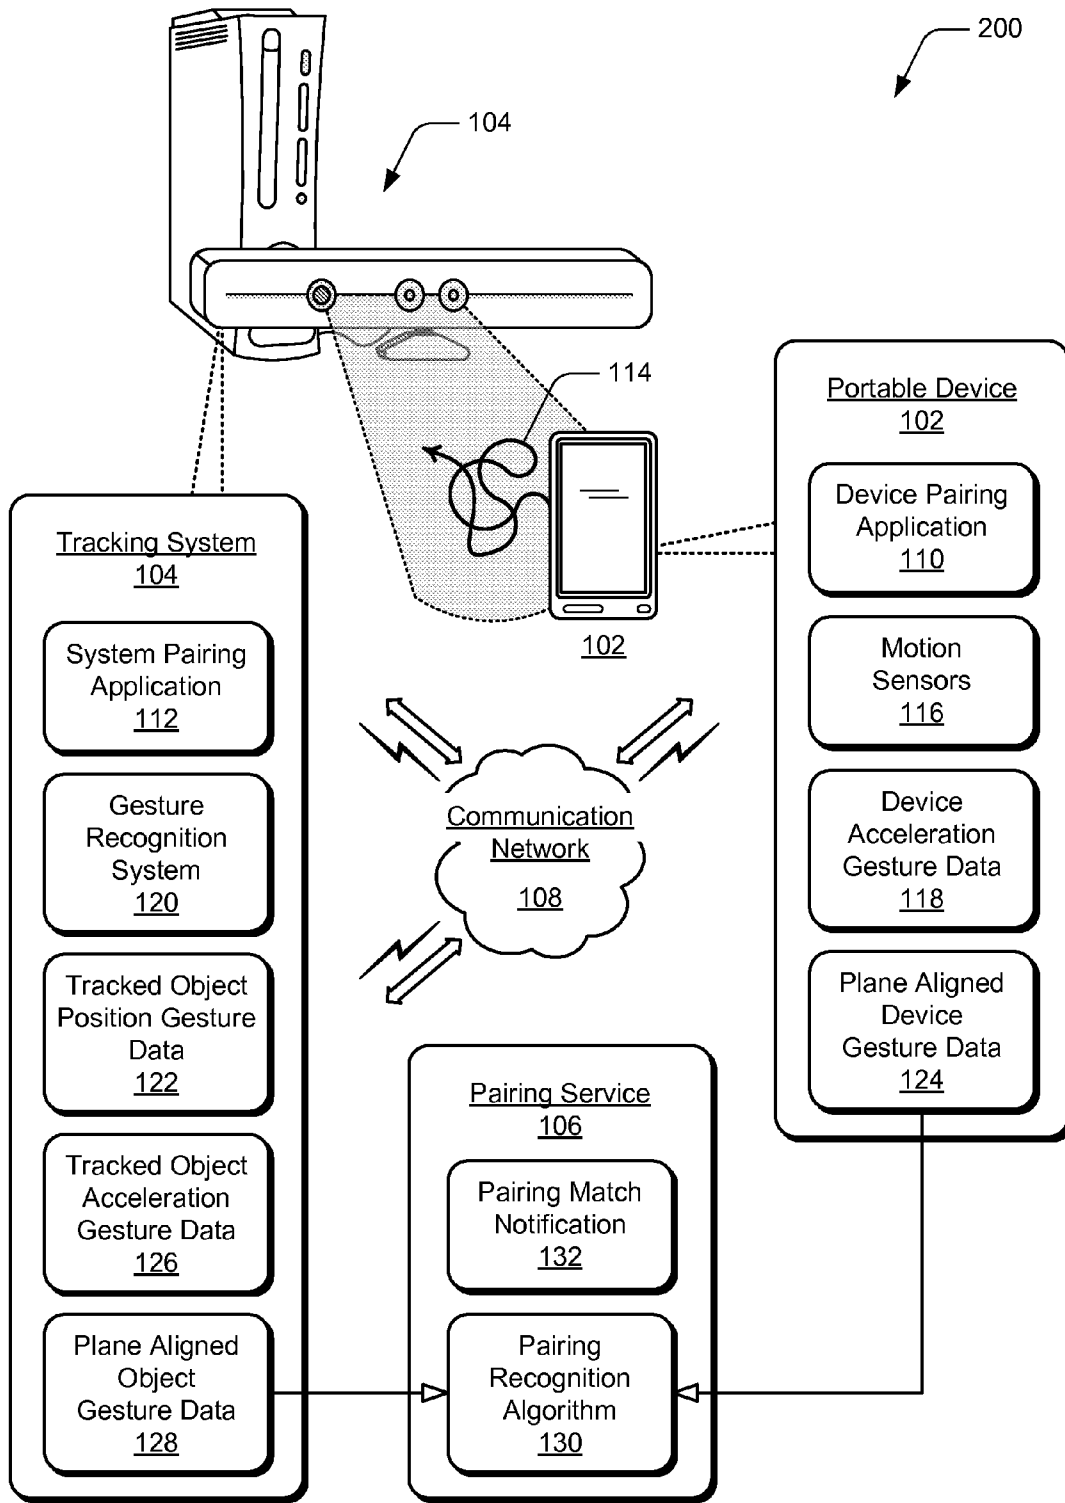 200
104
114
102
Tracking System
104
System Pairing
Application
112
Gesture
Recognition
System
120
Tracked Object
Position Gesture
Data
122
Tracked Object
Acceleration
Gesture Data
126
Plane Aligned
Object
Gesture Data
128
Communication
Network
108
Pairing Service
106
Pairing Match
Notification
132
Pairing
Recognition
Algorithm
130
Portable Device
102
Device Pairing
Application
110
Motion
Sensors
116
Device
Acceleration
Gesture Data
118
Plane Aligned
Device
Gesture Data
124